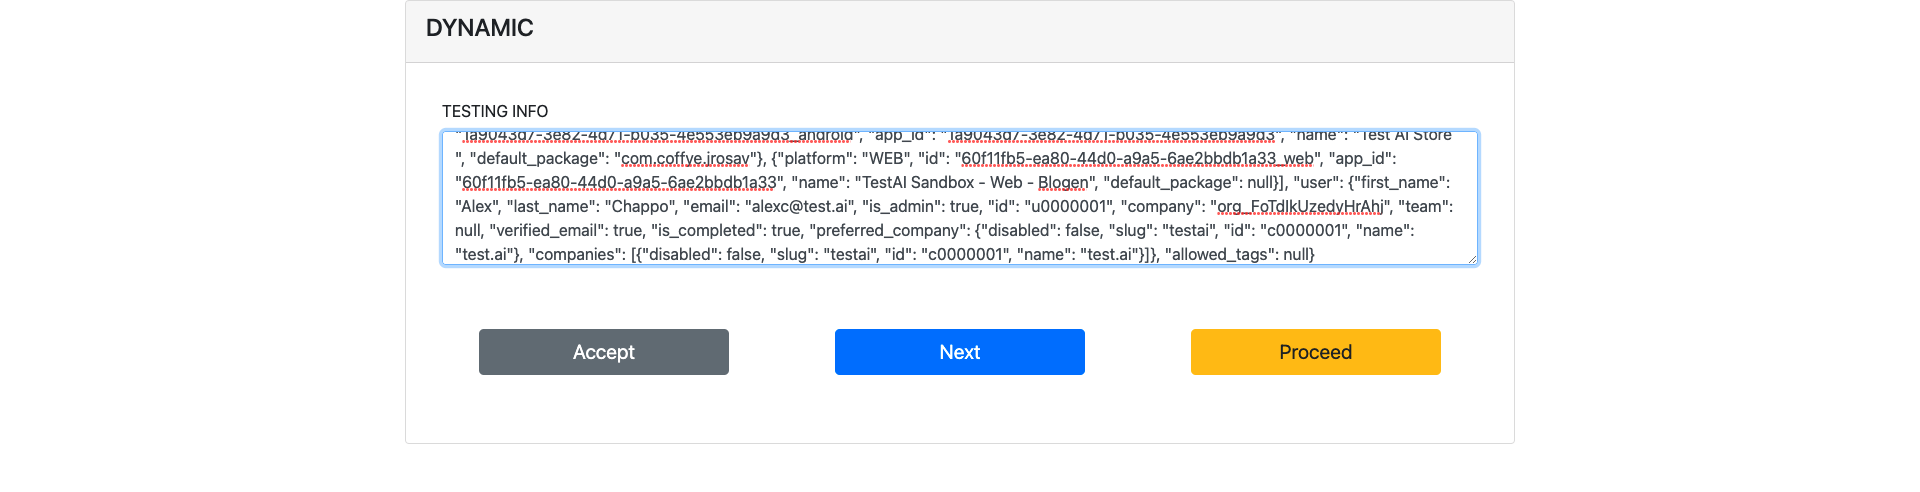 DYNAMIC
TESTING INFO
"1a9043d7-3e82-4d71-b035-4e553eb9a9d3_android", "app_id": "1a9043d7-3e82-4d71-b035-4e553eb9a9d3", "name": "Test AI Store
", "default_package": "com.coffye.jrosav"}, {"platform": "WEB", "id": "60f11fb5-ea80-44d0-a9a5-6ae2bbdb1a33_web", "app_id":
"60f11fb5-ea80-44d0-a9a5-6ae2bbdb1a33", "name": "TestAI Sandbox - Web - Blogen", "default_package": null}], "user": {"first_name":
"Alex", "last_name": "Chappo", "email": "alexc@test.ai", "is_admin": true, "id": "u0000001", "company": "org_FoTdIkUzedyHrAhj", "team":
null, "verified_email": true, "is_completed": true, "preferred_company": {"disabled": false, "slug": "testai", "id": "c0000001", "name":
"test.ai"}, "companies": [{"disabled": false, "slug": "testai", "id": "c0000001", "name": "test.ai"}]}, "allowed_tags": null}
Accept
Next
Proceed